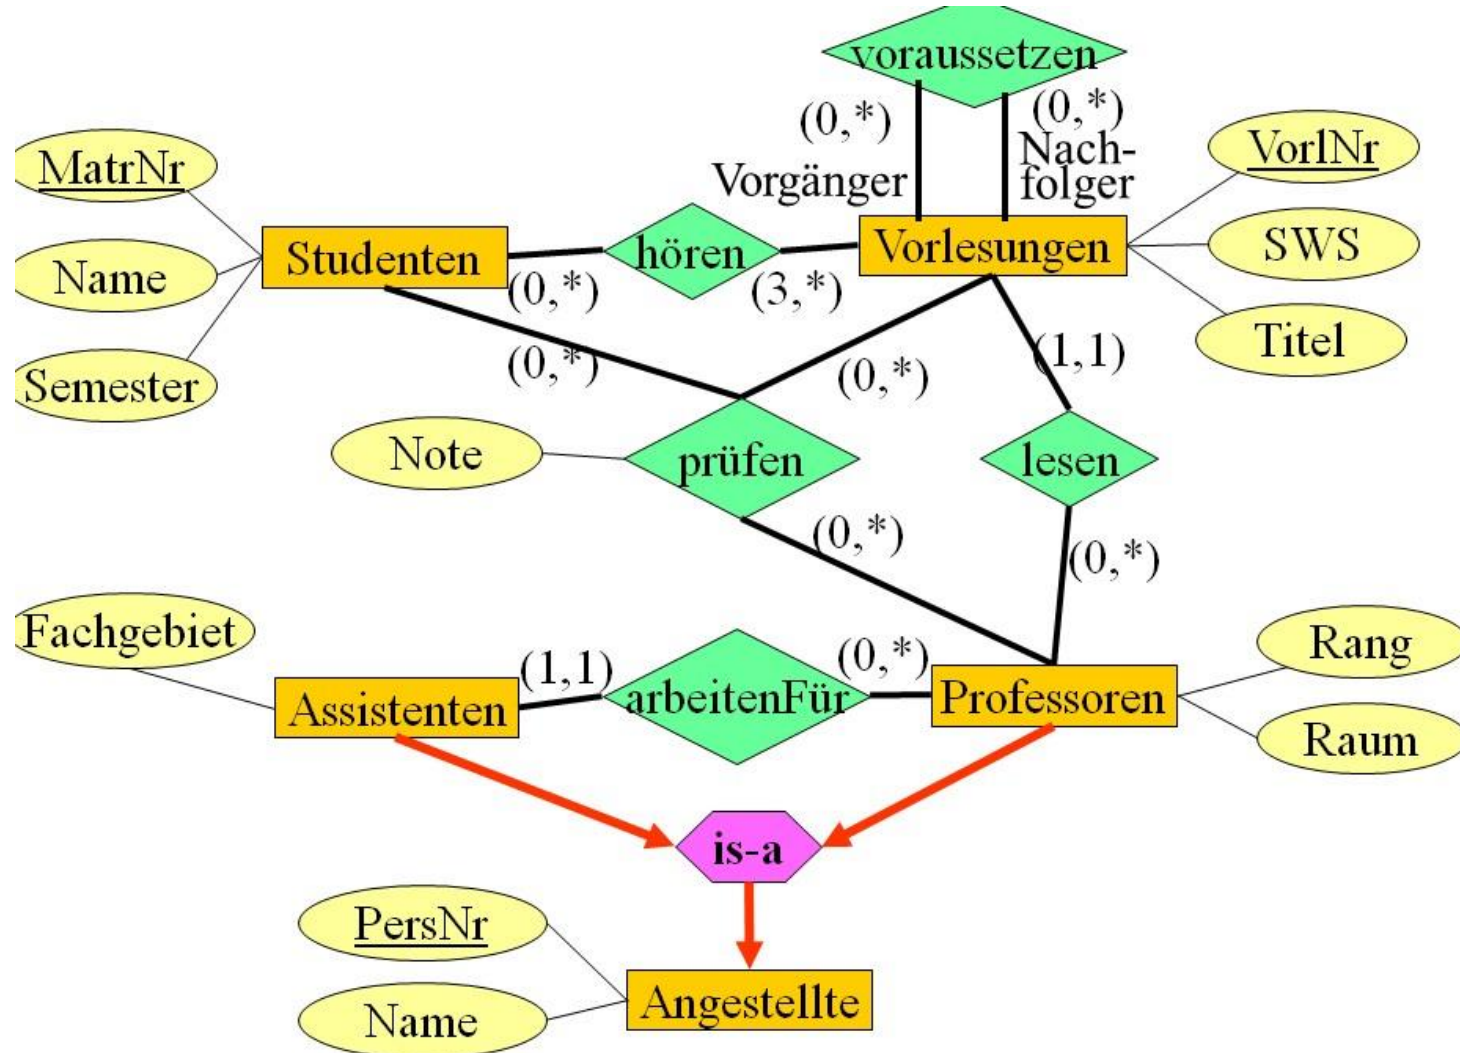 voraussetzen
(0,*)
(0,*)
Vorgänger
Nach-
folger
MatrNr
VorlNr
Studenten
hören
Vorlesungen
SWS
Name
(0,*)
(3,*)
Titel
Semester
(0,*)
(0,*)
(1,1)
Note
prüfen
lesen
(0,*)
(0,*)
Fachgebiet
Rang
(1,1)
(0,*)
Assistenten
arbeitenFür
Professoren
Raum
is-a
PersNr
Angestellte
Name